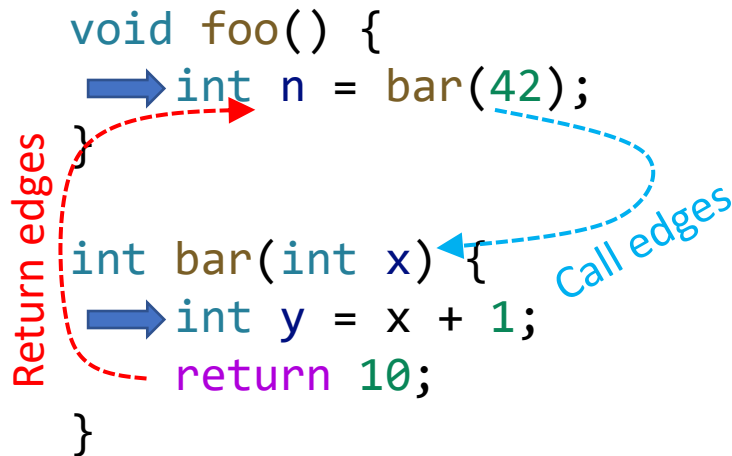 void foo() {
int n = bar(42);
}
Return edges
Call edges
int bar(int x) {
int y = x + 1;
return 10;
}